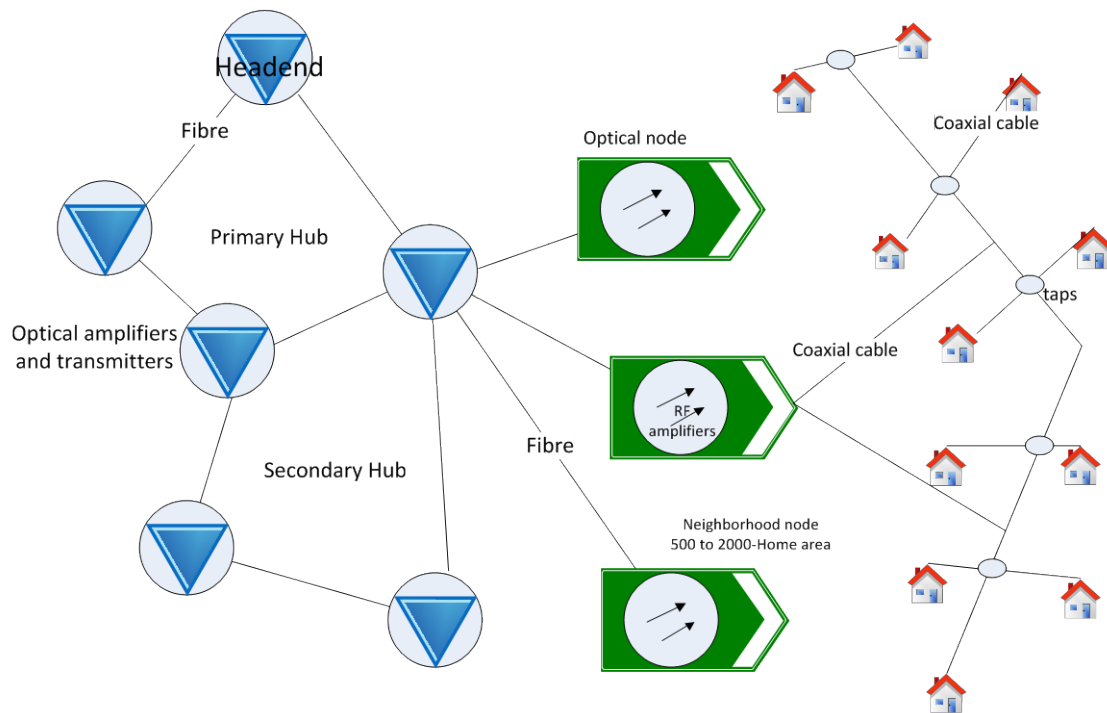 Headend
Fibre
Primary Hub
Optical amplifiers
and transmitters
Secondary Hub
Optical node
Fibre
RF
amplifiers
Neighborhood node
500 to 2000-Home area
Coaxial cable
Coaxial cable
taps